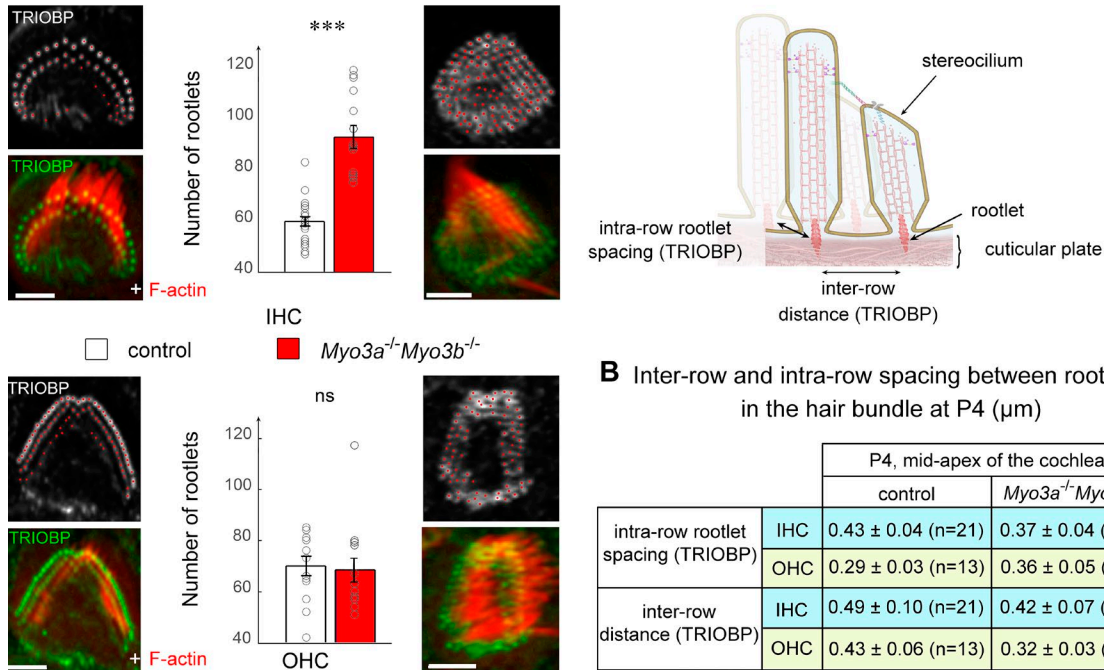 TRIOBP
TRIOBP
+ F-actin
***
Number of rootlets
120
100
80
60
40
IHC
control
Myo3a-/-Myo3b-/-
TRIOBP
TRIOBP
+ F-actin
ns
Number of rootlets
120
100
80
60
40
OHC
stereocilium
rootlet
intra-row rootlet
spacing (TRIOBP)
cuticular plate
inter-row
distance (TRIOBP)
B Inter-row and intra-row spacing between root
in the hair bundle at P4 (µm)
P4, mid-apex of the cochlea
control Myo3a-/-Myo
intra-row rootlet
spacing (TRIOBP)
IHC 0.43 ± 0.04 (n=21) 0.37 ± 0.04 (
OHC 0.29 ± 0.03 (n=13) 0.36 ± 0.05 (
inter-row
distance (TRIOBP)
IHC 0.49 ± 0.10 (n=21) 0.42 ± 0.07 (
OHC 0.43 ± 0.06 (n=13) 0.32 ± 0.03 (